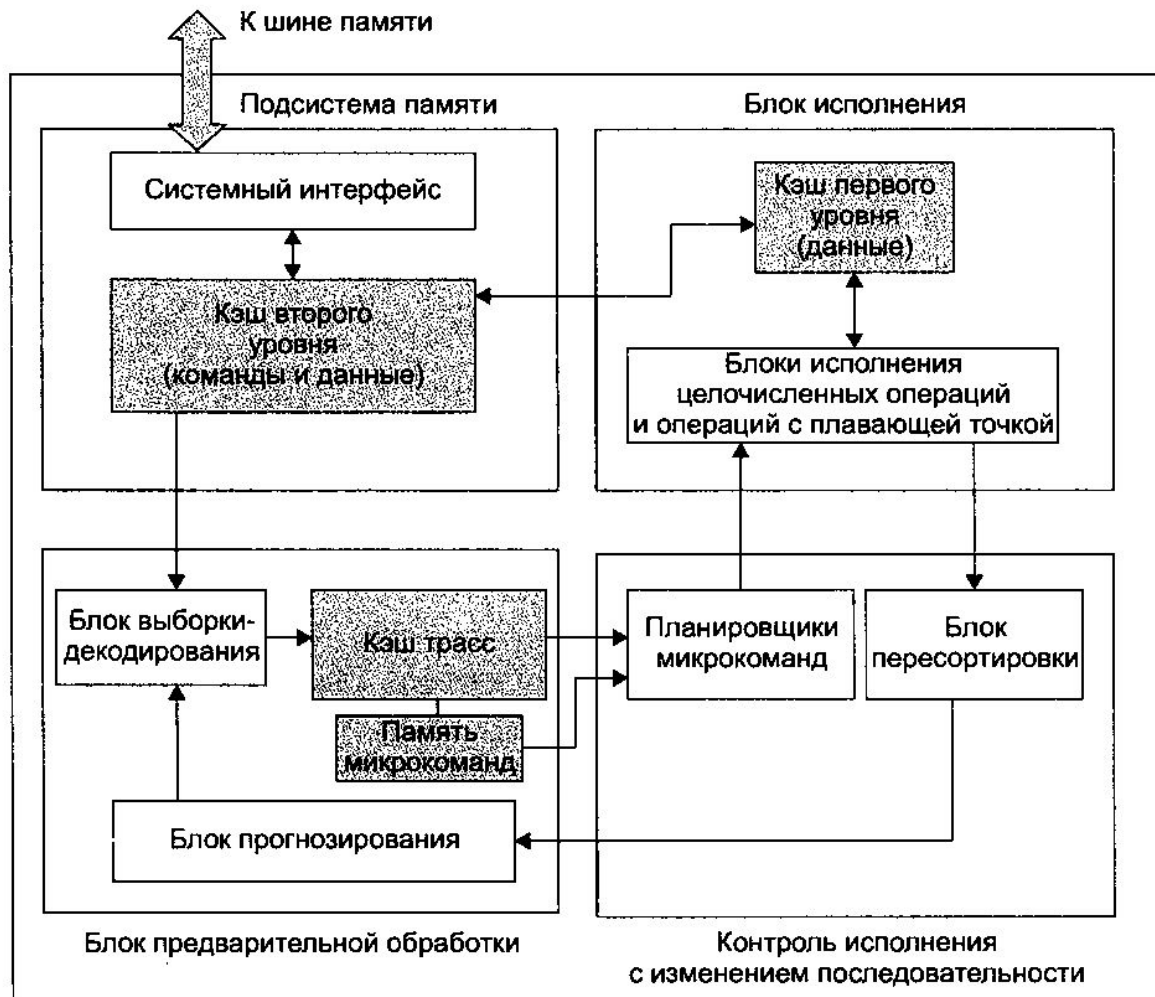 К шине памяти
Подсистема памяти
Блок исполнения
Системный интерфейс
Кэш первого
уровня
(данные)
Кэш второго
уровня
(команды и данные)
Блоки исполнения
целочисленных операций
и операций с плавающей точкой
Блок выборки-
декодирования
Кэш трасс
Память
микрокоманд
Блок прогнозирования
Планировщики
микрокоманд
Блок
пересортировки
Блок предварительной обработки
Контроль исполнения
с изменением последовательности